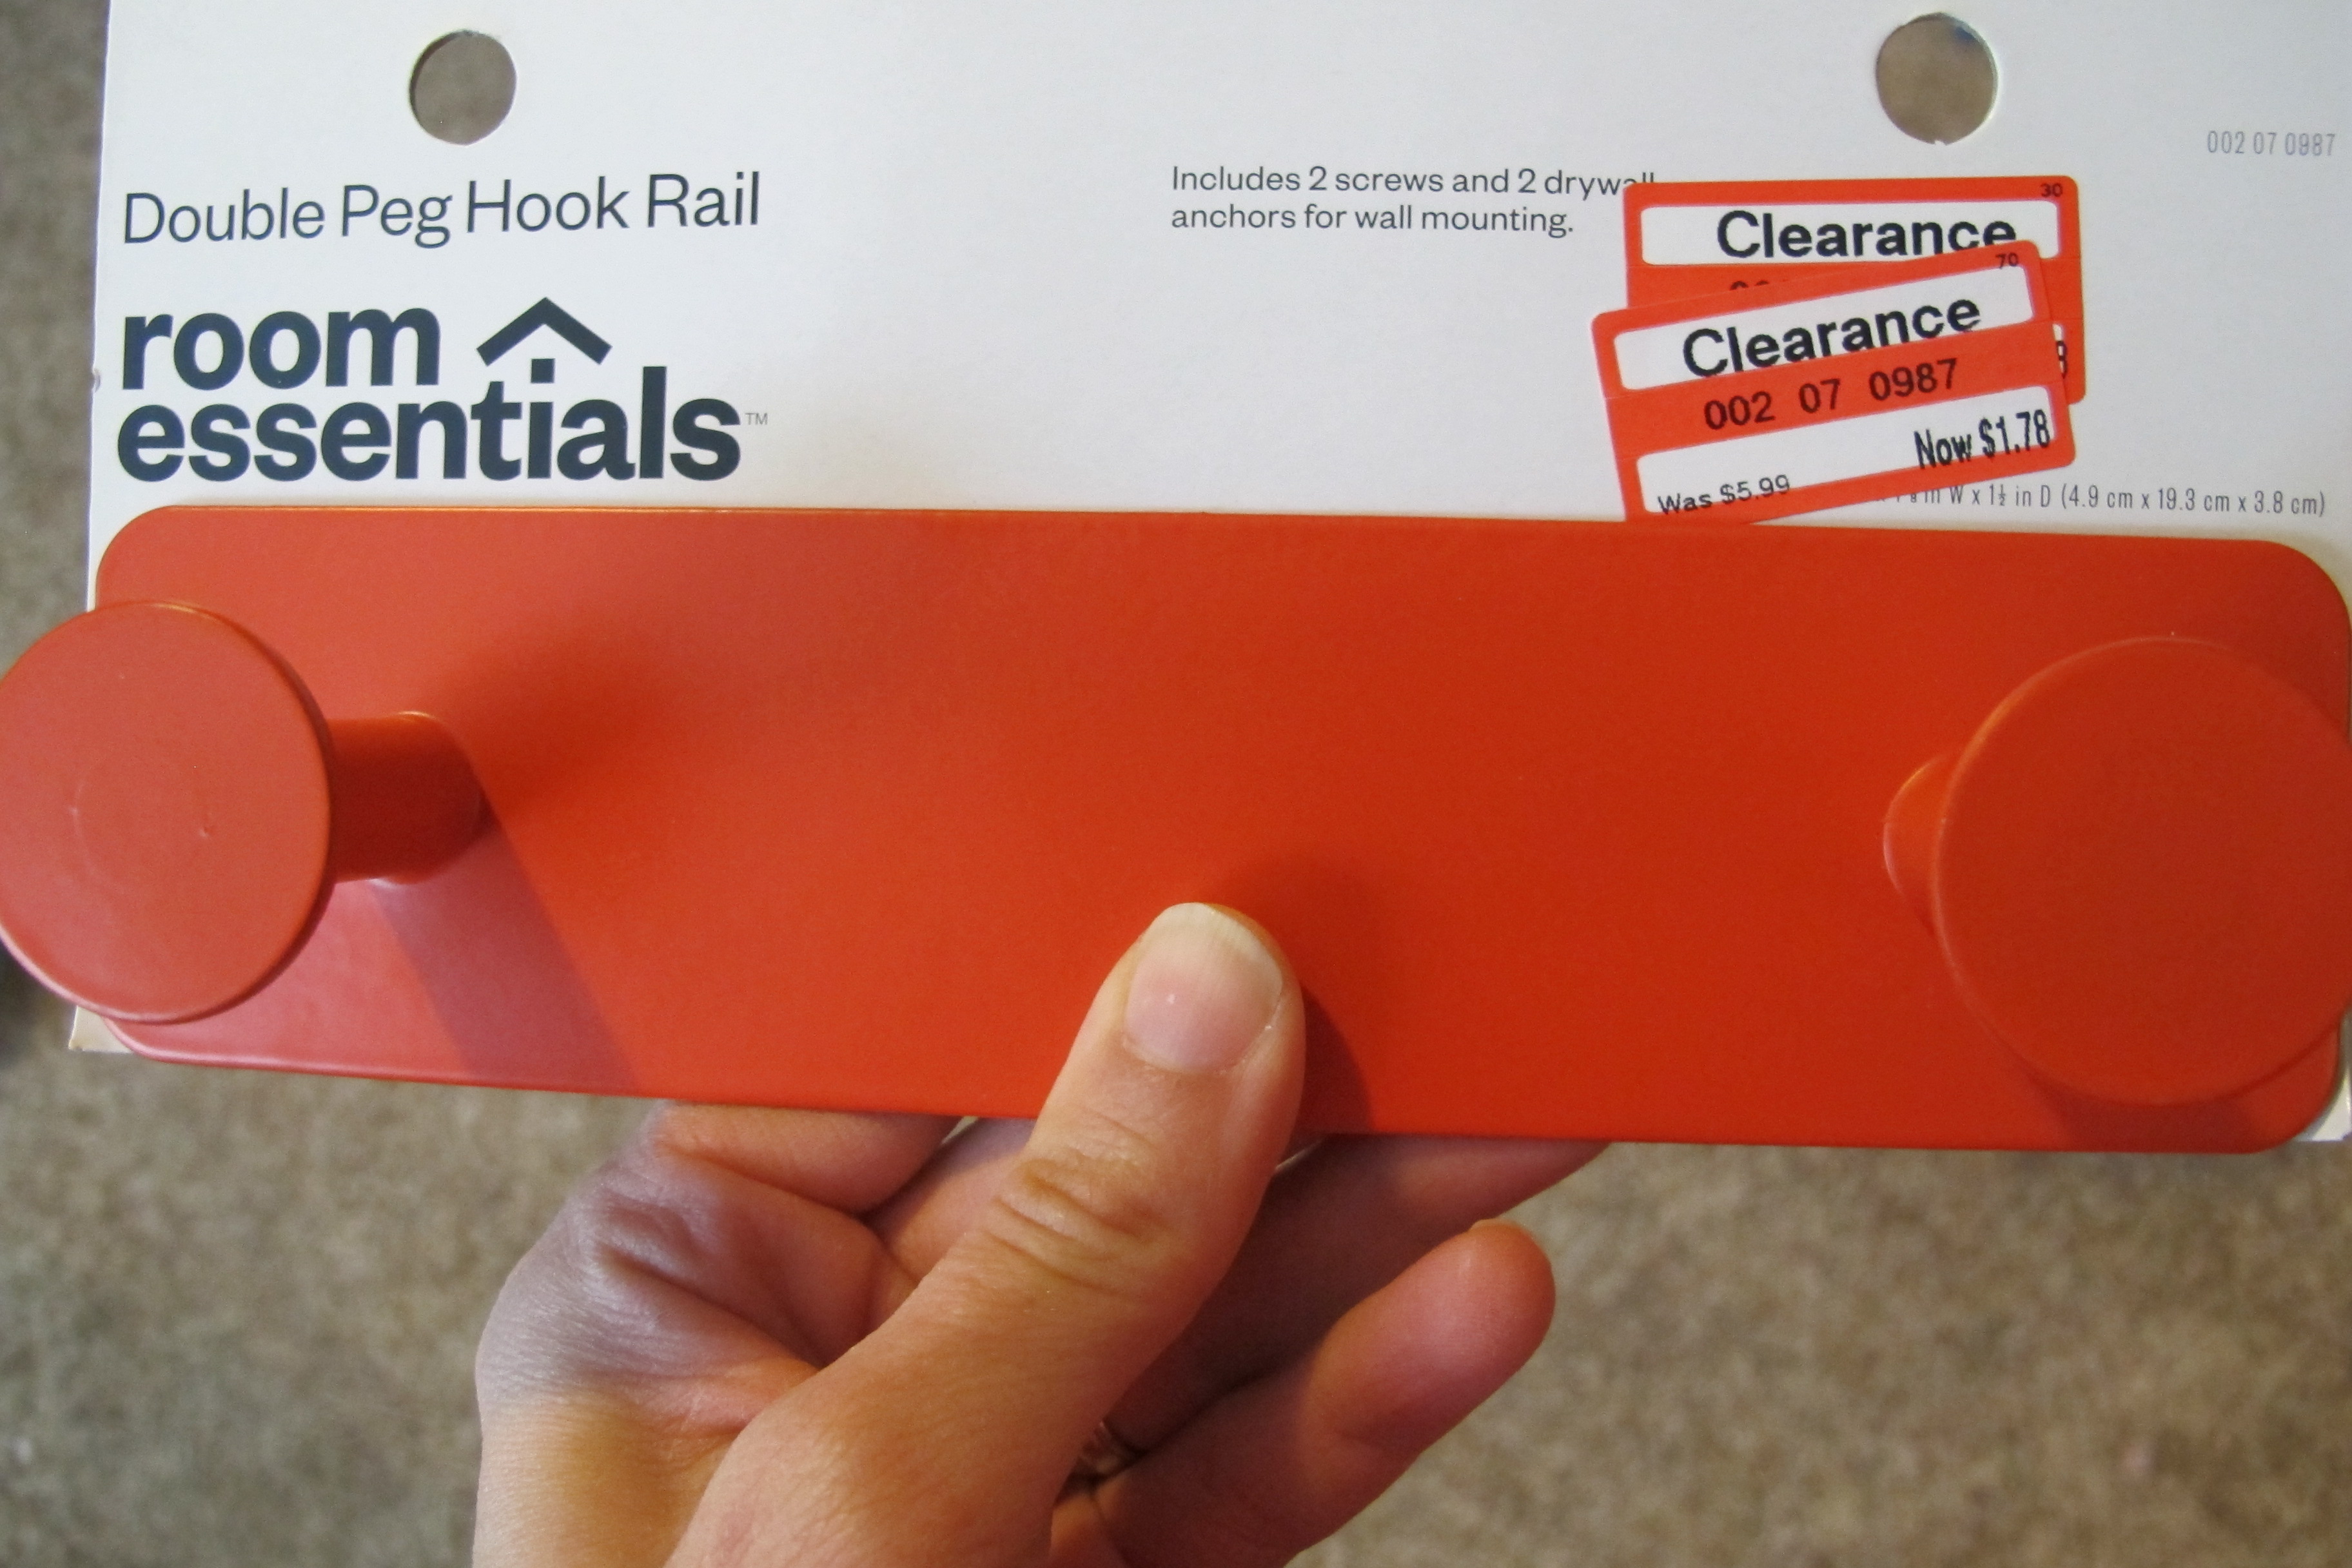 002 07 0987
Double Peg Hook Rail
room
essentials™
Includes 2 screws and 2 drywall
anchors for wall mounting.
30
Clearance
70
Clearance
002 07 0987
Now $1.78
Was $5.99
in W x 1½ in D (4.9 cm x 19.3 cm x 3.8 cm)